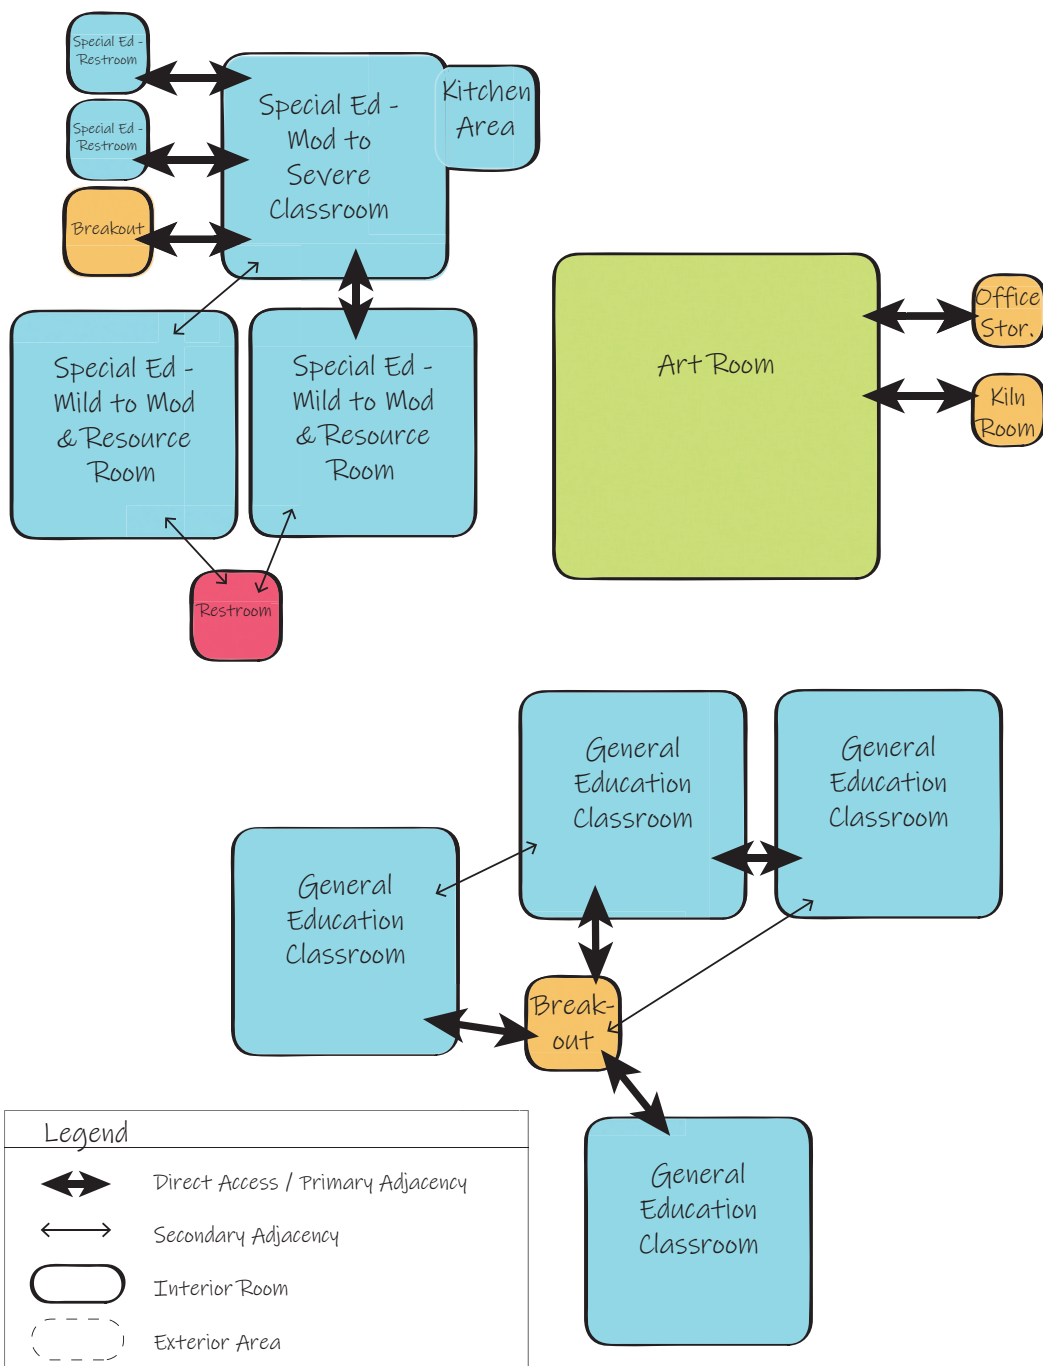 Special Ed -
Restroom
Special Ed -
Restroom
Breakout
Special Ed -
Mod to
Severe
Classroom
Kitchen
Area
Special Ed -
Mild to Mod
& Resource
Room
Special Ed -
Mild to Mod
& Resource
Room
Restroom
Art Room
Office
Stor.
Kiln
Room
General
Education
Classroom
General
Education
Classroom
General
Education
Classroom
Break-
out
General
Education
Classroom
Legend
Direct Access / Primary Adjacency
Secondary Adjacency
Interior Room
Exterior Area